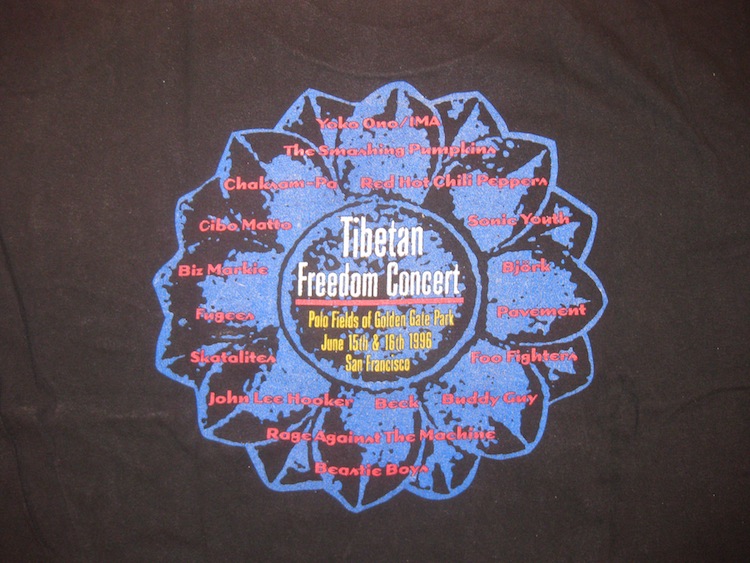 Yoko Ono/IMA
The Smashing Pumpkins
Chaksam-Pa Red Hot Chili Peppers
Cibo Matto Sonic Youth
Tibetan
Freedom Concert
Biz Markie Björk
Fugees Pavement
Polo Fields of Golden Gate Park
June 15th & 16th 1996
San Francisco
Skatalites Foo Fighters
John Lee Hooker Beck Buddy Guy
Rage Against The Machine
Beastie Boys